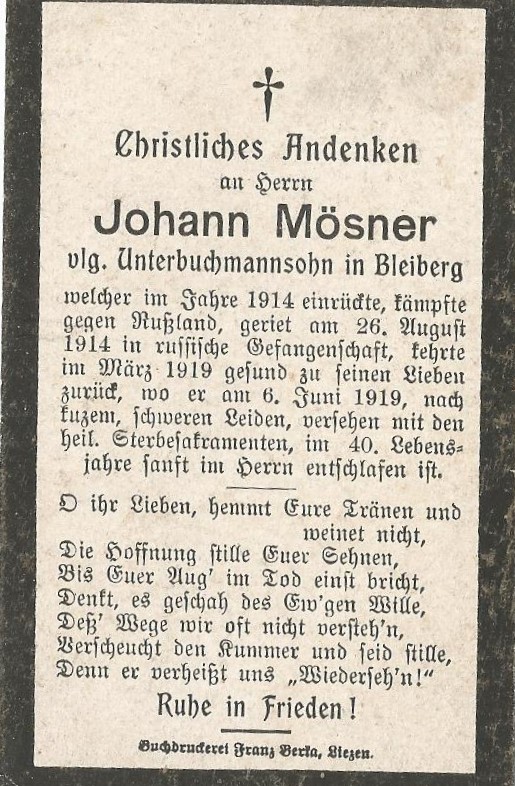 Christliches Andenken
an Herrn
Johann Mösner
vlg. Unterbuchmannsohn in Bleiberg
welcher im Jahre 1914 einrückte, kämpfte
gegen Rußland, geriet am 26. August
1914 in russische Gefangenschaft, kehrte
im März 1919 gesund zu seinen Lieben
zurück, wo er am 6. Juni 1919, nach
kuzem, schweren Leiden, versehen mit den
heil. Sterbesakramenten, im 40. Lebens-
jahre sanft im Herrn entschlafen ist.
O ihr Lieben, hemmt Eure Tränen und
weinet nicht,
Die Hoffnung stille Euer Sehnen,
Bis Euer Aug' im Tod einst bricht,
Denkt, es geschah des Ew'gen Wille,
Deß' Wege wir oft nicht versteh'n,
Verscheucht den Kummer und seid stille,
Denn er verheißt uns „Wiederseh'n!"
Ruhe in Frieden!
Buchdruckerei Franz Berka, Liezen.